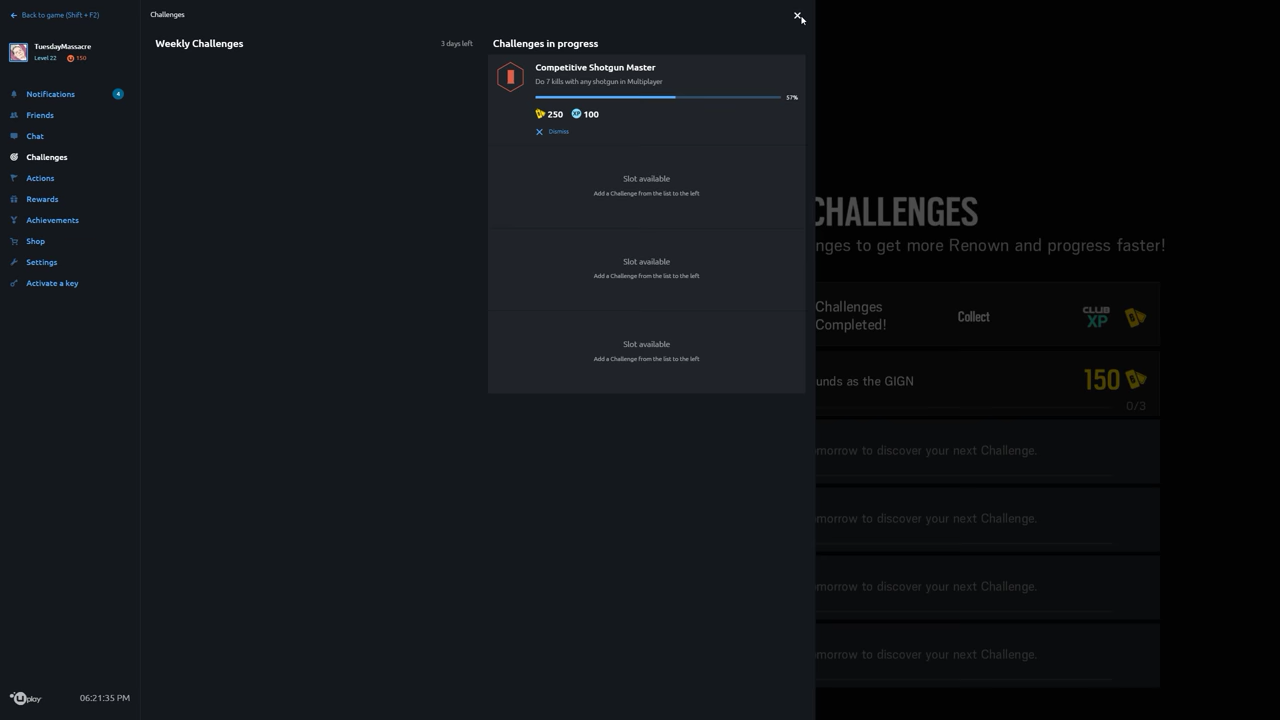 Back to game (Shift + F2)
TuesdayMassacre
Level 22 150
Notifications 4
Friends
Chat
Challenges
Actions
Rewards
Achievements
Shop
Settings
Activate a key
uplay 06:21:35 PM
Challenges
Weekly Challenges 3 days left
Challenges in progress
Competitive Shotgun Master
Do 7 kills with any shotgun in Multiplayer
57%
250 XP 100
Dismiss
Slot available
Add a Challenge from the list to the left
Slot available
Add a Challenge from the list to the left
Slot available
Add a Challenge from the list to the left
CHALLENGES
nges to get more Renown and progress faster!
Challenges
Completed!
Collect
CLUB
XP
unds as the GIGN
150
0/3
morrow to discover your next Challenge.
morrow to discover your next Challenge.
morrow to discover your next Challenge.
morrow to discover your next Challenge.